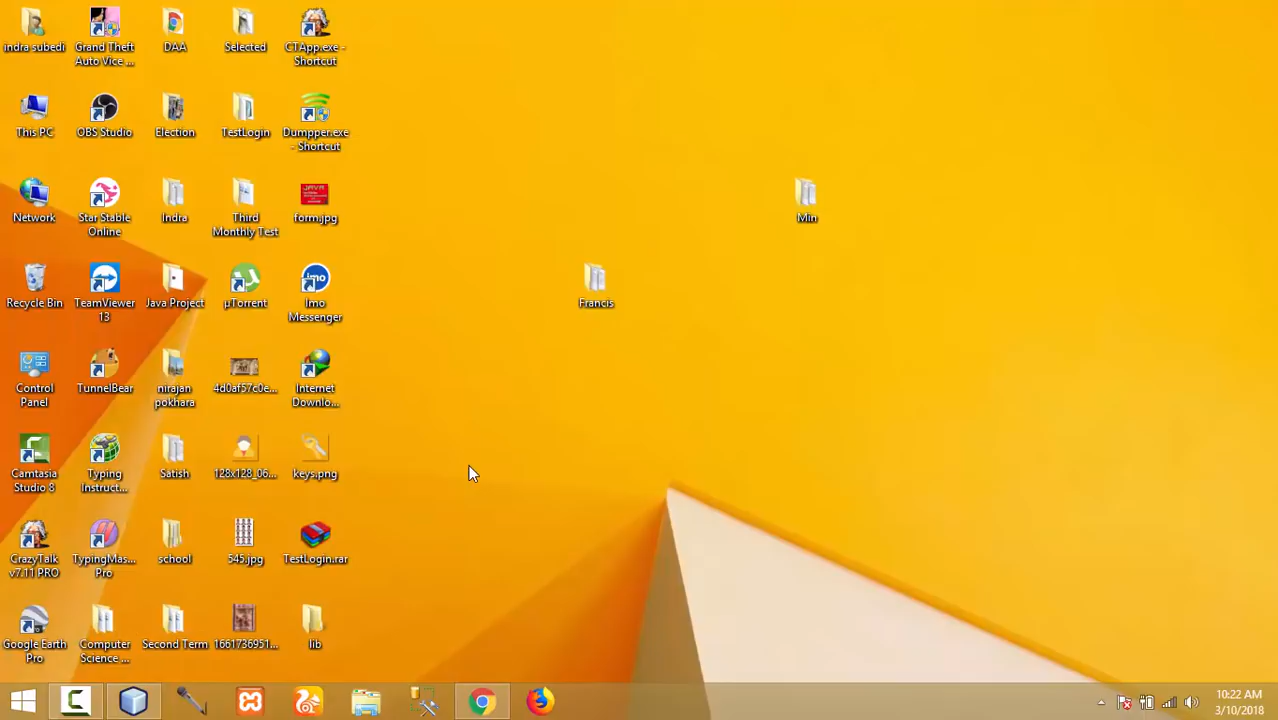 indra subedi
Grand Theft
Auto Vice ...
DAA
Selected
CTApp.exe -
Shortcut
This PC
OBS Studio
Election
TestLogin
Dumpper.exe
- Shortcut
Network
Star Stable
Online
Indra
Third
Monthly Test
JAVA
form.jpg
Min
Recycle Bin
TeamViewer
13
Java Project
µTorrent
imo
Imo
Messenger
Francis
Control
Panel
TunnelBear
nirajan
pokhara
4d0af57c0e...
Internet
Downlo...
Camtasia
Studio 8
Typing
Instruct...
Satish
128x128_06...
keys.png
CrazyTalk
v7.11 PRO
TypingMas...
Pro
school
545.jpg
TestLogin.rar
Google Earth
Pro
Computer
Science ...
Second Term
1661736951...
lib
10:22 AM
3/10/2018